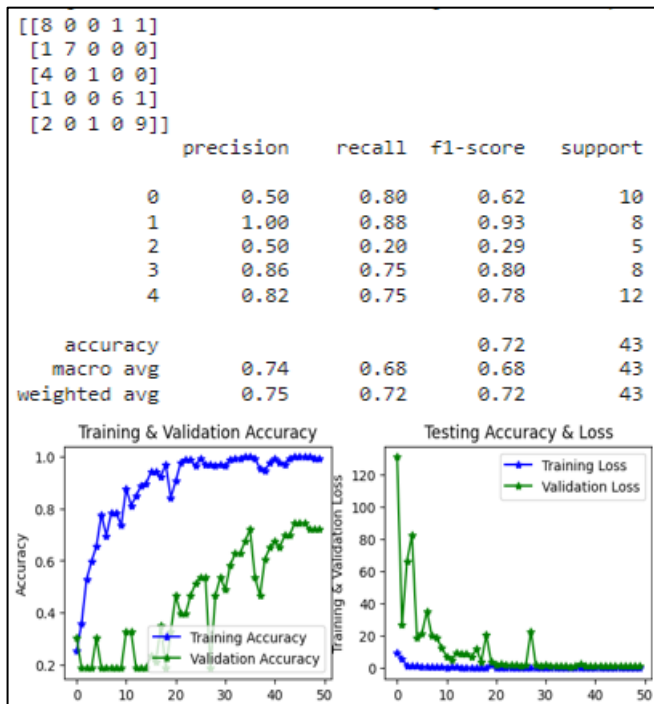 [[8 0 0 1 1]
[1 7 0 0 0]
[4 0 1 0 0]
[1 0 0 6 1]
[2 0 1 0 9]]
precision recall f1-score support
0 0.50 0.80 0.62 10
1 1.00 0.88 0.93 8
2 0.50 0.20 0.29 5
3 0.86 0.75 0.80 8
4 0.82 0.75 0.78 12
accuracy 0.72 43
macro avg 0.74 0.68 0.68 43
weighted avg 0.75 0.72 0.72 43
Training & Validation Accuracy
Accuracy
1.0
0.8
0.6
0.4
0.2
Training Accuracy
Validation Accuracy
0 10 20 30 40 50
Testing Accuracy & Loss
Training & Validation Loss
120
100
80
60
40
20
0
Training Loss
Validation Loss
0 10 20 30 40 50